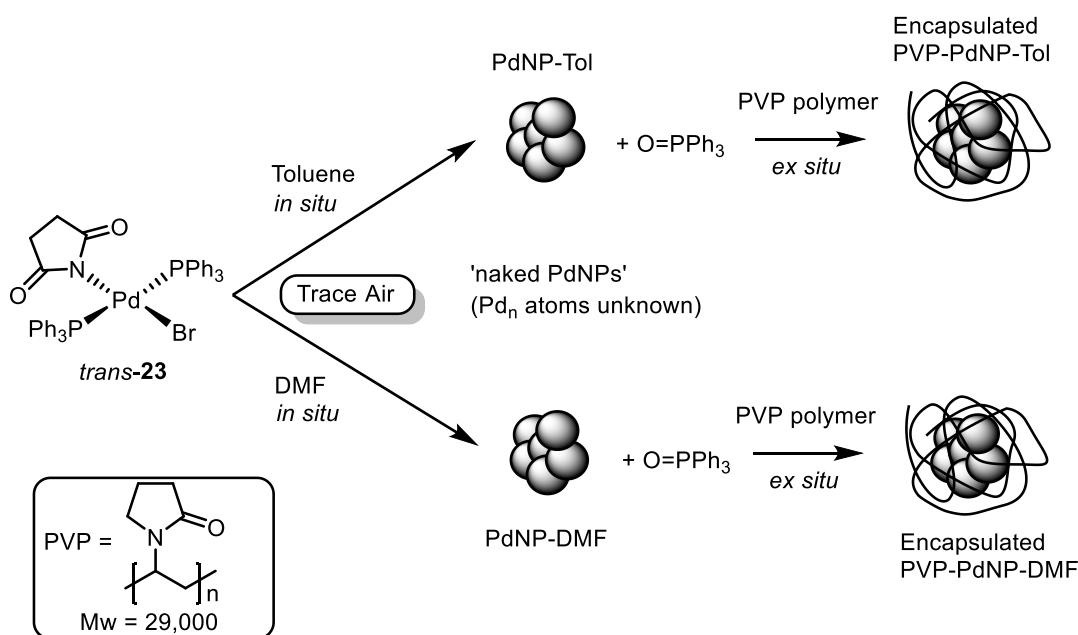 Encapsulated
PVP-PdNP-Tol
PdNP-Tol
PVP polymer
+ O=PPh3
ex situ
Toluene
in situ
O
O
N
PPh3
Pd
Ph3P
Br
trans-23
Trace Air
'naked PdNPs'
(Pdn atoms unknown)
DMF
in situ
PVP polymer
+ O=PPh3
ex situ
PdNP-DMF
Encapsulated
PVP-PdNP-DMF
PVP =
N
O
n
Mw = 29,000